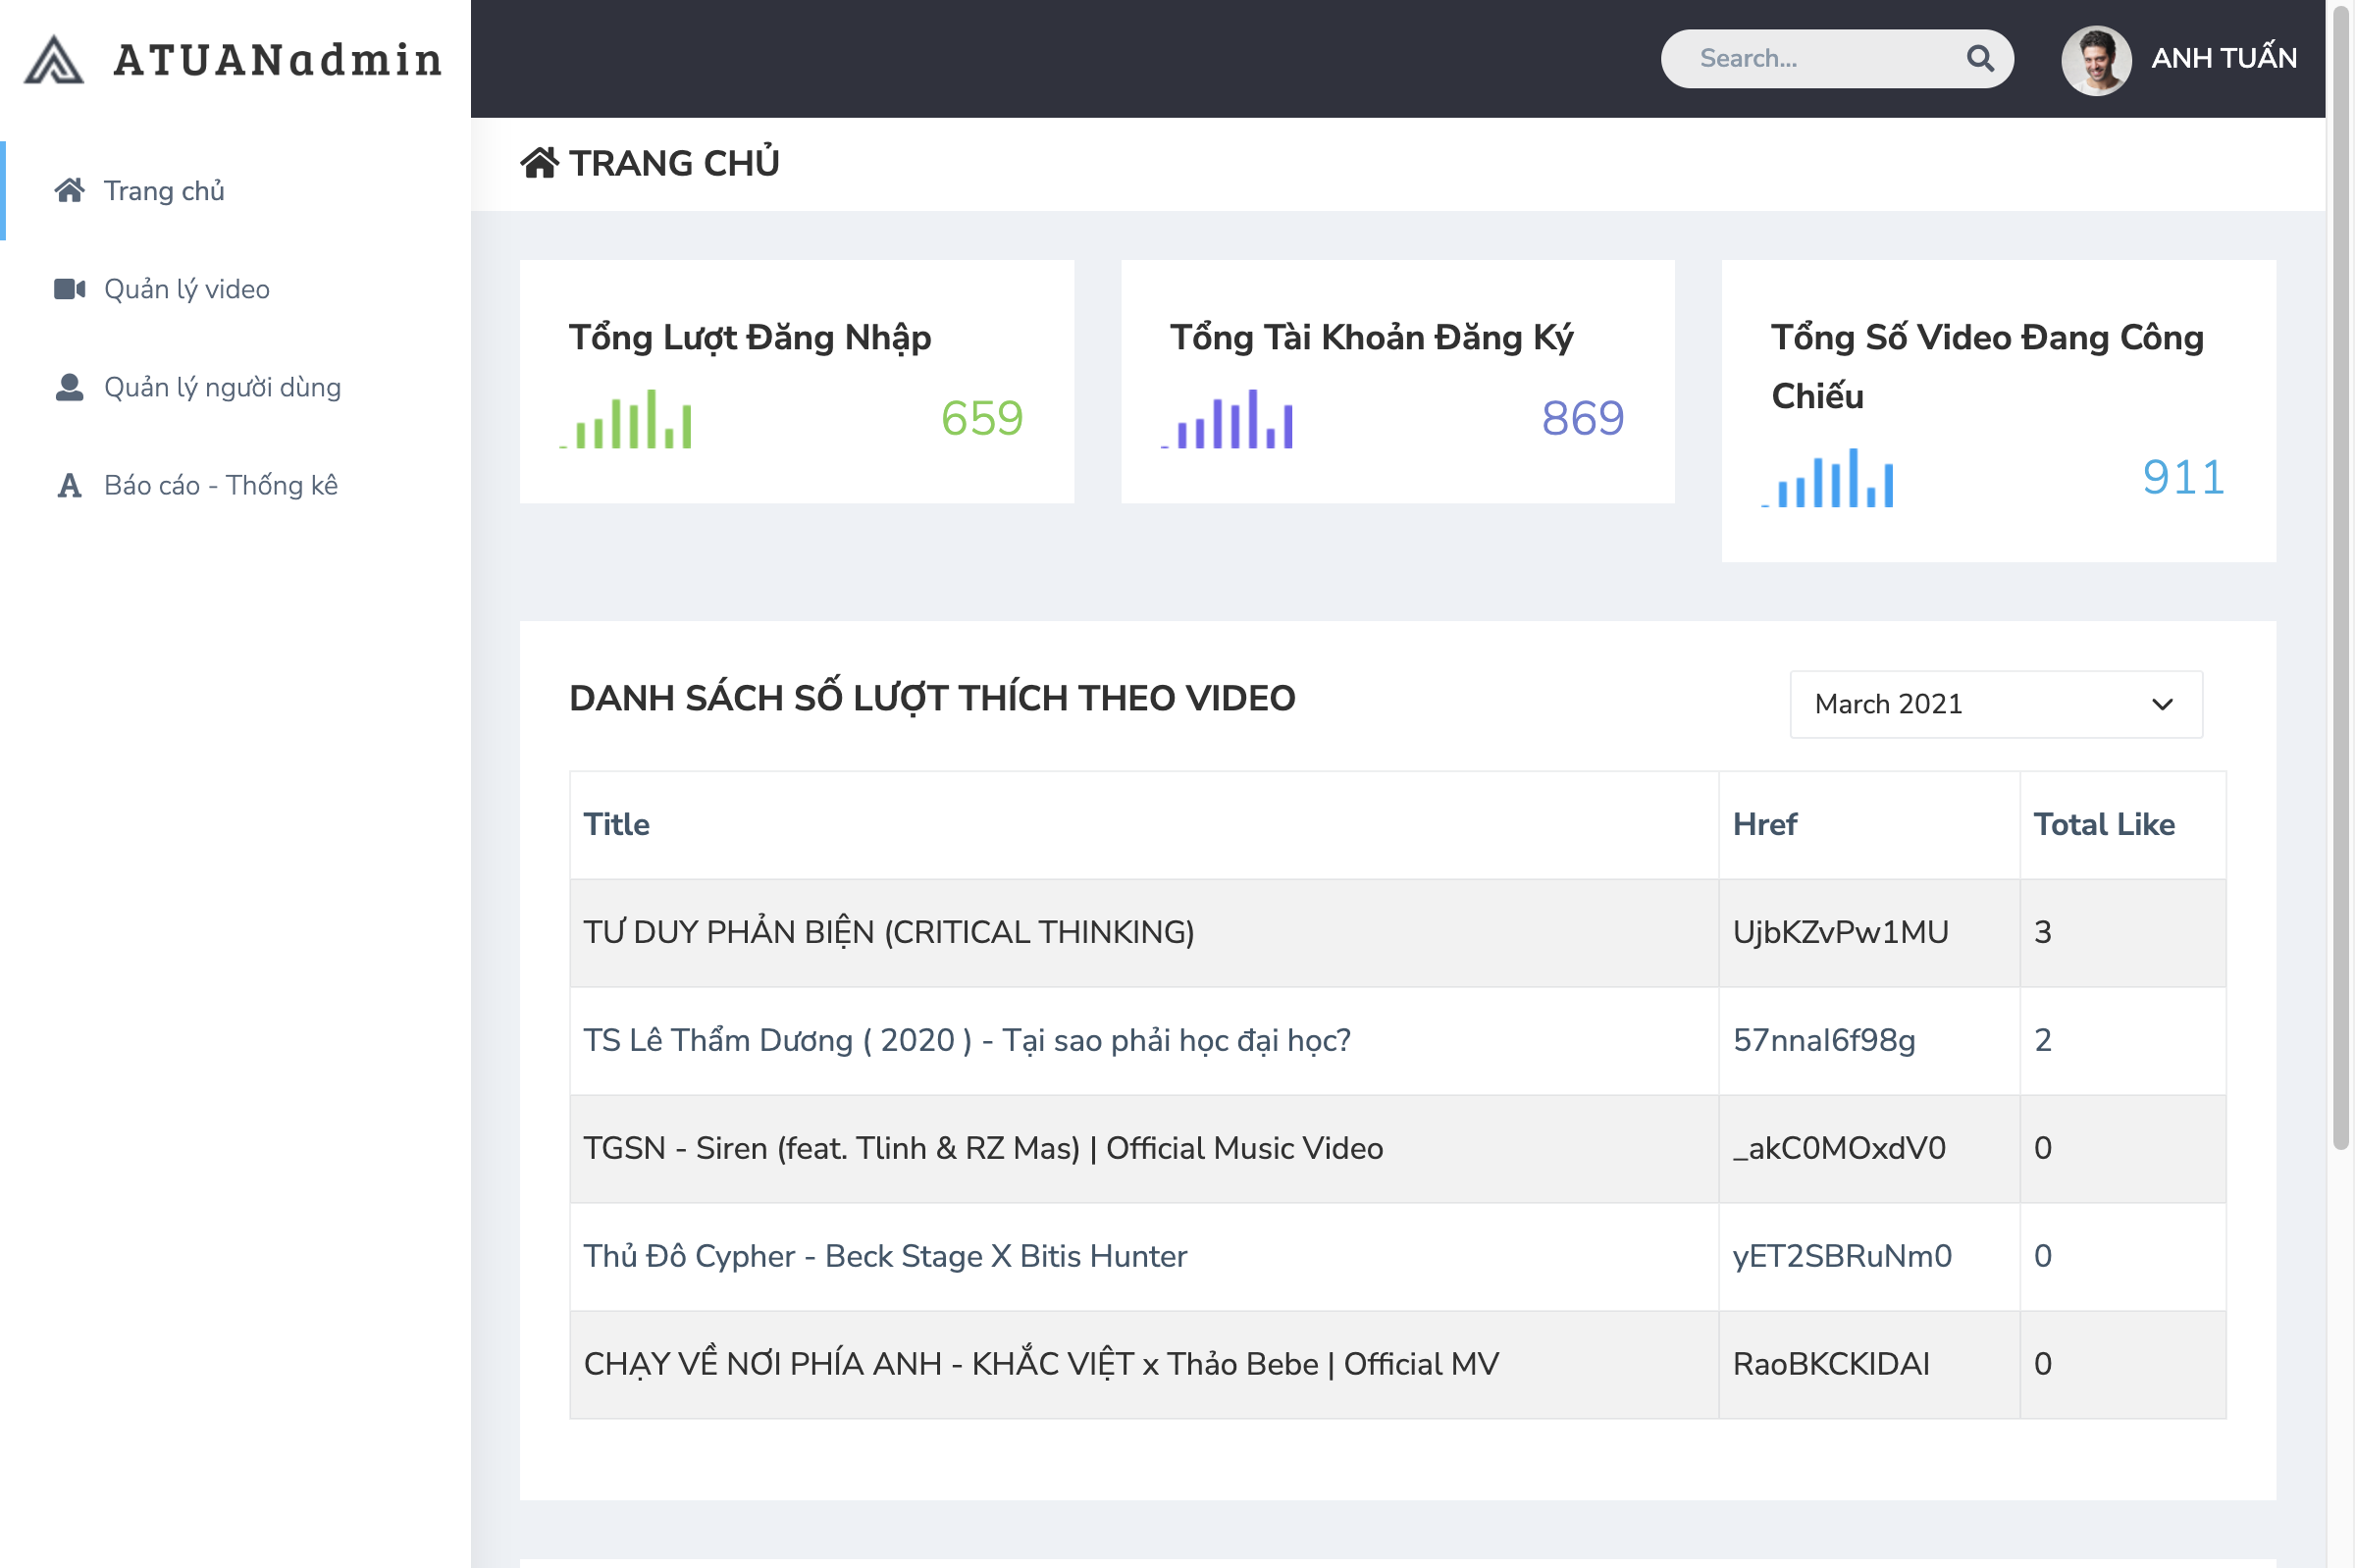 ATUANadmin
Search...
ANH TUẤN
Trang chủ
Quản lý video
Quản lý người dùng
Báo cáo - Thống kê
TRANG CHỦ
Tổng Lượt Đăng Nhập
659
Tổng Tài Khoản Đăng Ký
869
Tổng Số Video Đang Công
Chiếu
911
DANH SÁCH SỐ LƯỢT THÍCH THEO VIDEO
March 2021
Title Href Total Like
TƯ DUY PHẢN BIỆN (CRITICAL THINKING) UjbKZvPw1MU 3
TS Lê Thẩm Dương ( 2020 ) - Tại sao phải học đại học? 57nnal6f98g 2
TGSN - Siren (feat. Tlinh & RZ Mas) | Official Music Video _akC0MOxdV0 0
Thủ Đô Cypher - Beck Stage X Bitis Hunter yET2SBRuNm0 0
CHẠY VỀ NƠI PHÍA ANH - KHẮC VIỆT x Thảo Bebe | Official MV RaoBKCKIDAI 0